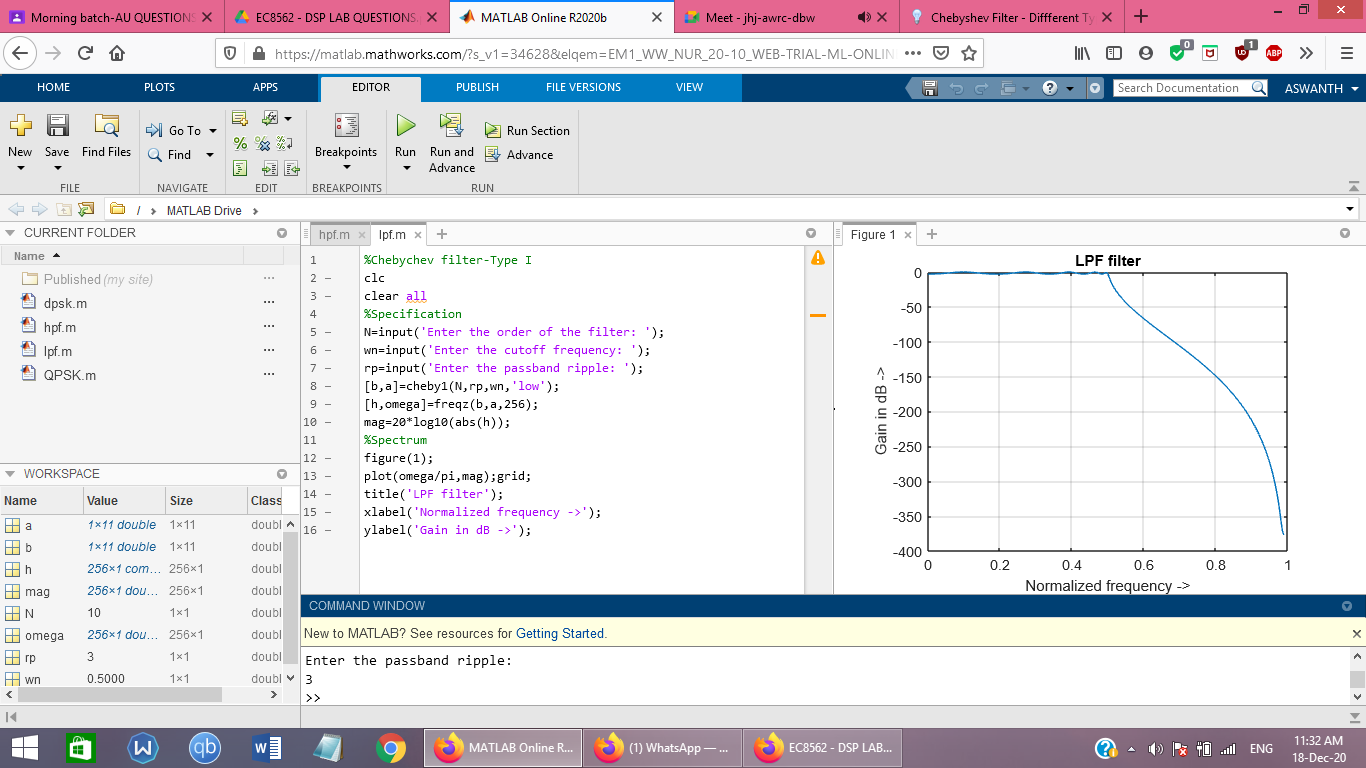 Morning batch-AU QUESTIONS
EC8562 - DSP LAB QUESTIONS.
MATLAB Online R2020b
Meet - jhj-awrc-dbw
Chebyshev Filter - Diffferent Ty
https://matlab.mathworks.com/?s_v1=34628&elqem=EM1_WW_NUR_20-10_WEB-TRIAL-ML-ONLIN
0
1
ABP
HOME
PLOTS
APPS
EDITOR
PUBLISH
FILE VERSIONS
VIEW
Search Documentation
ASWANTH
New
Save
Find Files
Go To
Find
Breakpoints
Run
Run and
Advance
Run Section
Advance
FILE
NAVIGATE
EDIT
BREAKPOINTS
RUN
/ > MATLAB Drive >
CURRENT FOLDER
Name
Published (my site)
dpsk.m
hpf.m
lpf.m
QPSK.m
WORKSPACE
Name Value Size Class
a 1×11 double 1×11 doubl
b 1×11 double 1×11 doubl
h 256×1 com... 256×1 doubl
mag 256×1 dou... 256×1 doubl
N 10 1×1 doubl
omega 256×1 dou... 256×1 doubl
rp 3 1×1 doubl
wn 0.5000 1×1 doubl
hpf.m
lpf.m
1 %Chebychev filter-Type I
2 – clc
3 – clear all
4 %Specification
5 – N=input('Enter the order of the filter: ');
6 – wn=input('Enter the cutoff frequency: ');
7 – rp=input('Enter the passband ripple: ');
8 – [b,a]=cheby1(N,rp,wn,'low');
9 – [h,omega]=freqz(b,a,256);
10 – mag=20*log10(abs(h));
11 %Spectrum
12 – figure(1);
13 – plot(omega/pi,mag);grid;
14 – title('LPF filter');
15 – xlabel('Normalized frequency ->');
16 – ylabel('Gain in dB ->');
Figure 1
LPF filter
0
-50
-100
-150
-200
-250
-300
-350
-400
Gain in dB ->
0 0.2 0.4 0.6 0.8 1
Normalized frequency ->
COMMAND WINDOW
New to MATLAB? See resources for Getting Started.
Enter the passband ripple:
3
>>
MATLAB Online R...
(1) WhatsApp — ...
EC8562 - DSP LAB...
ENG
11:32 AM
18-Dec-20